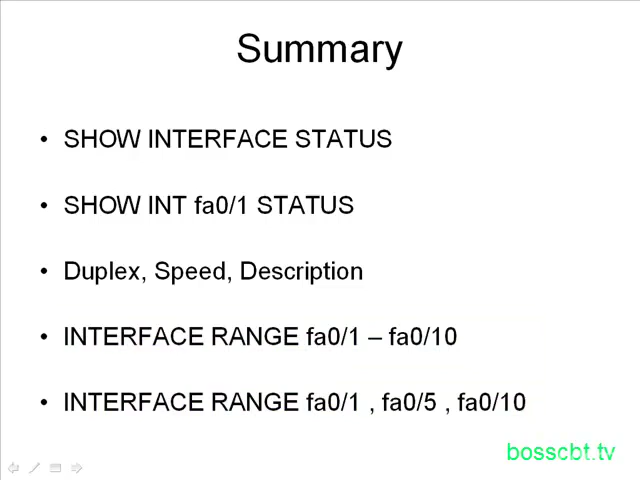 Summary
• SHOW INTERFACE STATUS
• SHOW INT fa0/1 STATUS
• Duplex, Speed, Description
• INTERFACE RANGE fa0/1 – fa0/10
• INTERFACE RANGE fa0/1 , fa0/5 , fa0/10
bosscbt.tv